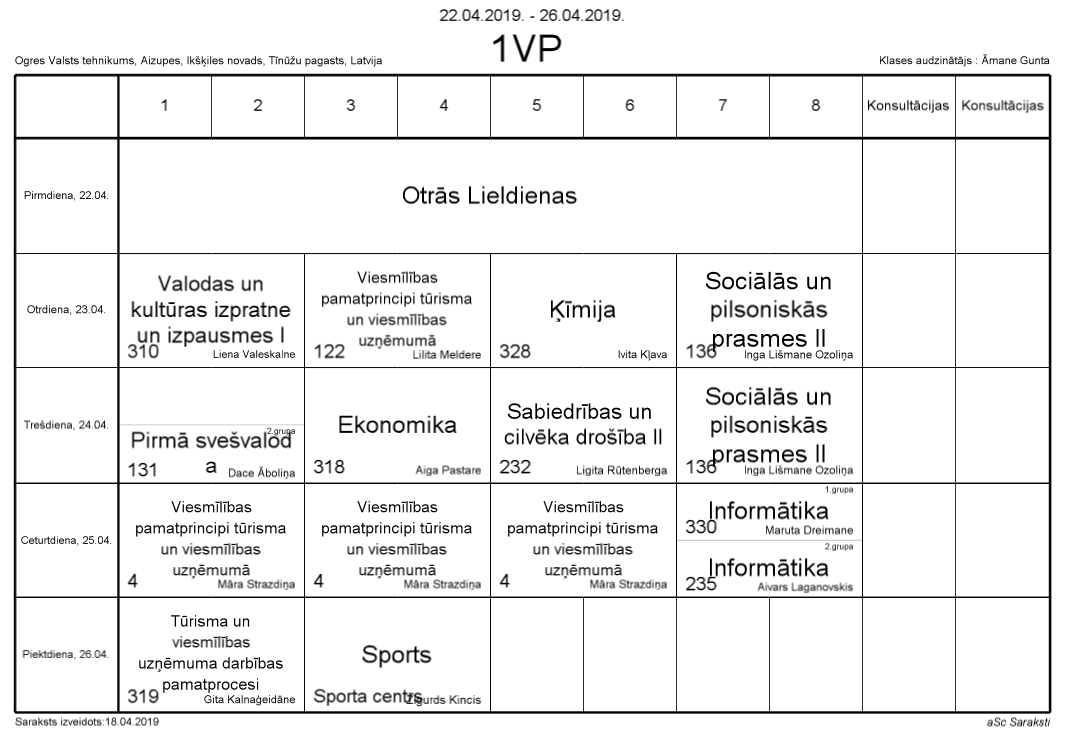 22.04.2019. - 26.04.2019.
1VP
Ogres Valsts tehnikums, Aizupes, Ikšķiles novads, Tīnūžu pagasts, Latvija
Klases audzinātājs : Āmane Gunta
1 2 3 4 5 6 7 8 Konsultācijas Konsultācijas
Pirmdiena, 22.04.
Otrās Lieldienas
Otrdiena, 23.04.
Valodas un
kultūras izpratne
un izpausmes I
310 Liena Valeskalne
Viesmīlības
pamatprincipi tūrisma
un viesmīlības
uzņēmumā
122 Lilita Meldere
Ķīmija
328 Ivita Kļava
Sociālās un
pilsoniskās
prasmes II
136 Inga Lišmane Ozoliņa
Trešdiena, 24.04.
2.grupa
Pirmā svešvalod
a
131 Dace Āboliņa
Ekonomika
318 Aiga Pastare
Sabiedrības un
cilvēka drošība II
232 Ligita Rūtenberga
Sociālās un
pilsoniskās
prasmes II
136 Inga Lišmane Ozoliņa
Ceturtdiena, 25.04.
Viesmīlības
pamatprincipi tūrisma
un viesmīlības
uzņēmumā
4 Māra Strazdiņa
Viesmīlības
pamatprincipi tūrisma
un viesmīlības
uzņēmumā
4 Māra Strazdiņa
Viesmīlības
pamatprincipi tūrisma
un viesmīlības
uzņēmumā
4 Māra Strazdiņa
1.grupa
Informātika
330 Maruta Dreimane
2.grupa
Informātika
235 Aivars Laganovskis
Piektdiena, 26.04.
Tūrisma un
viesmīlības
uzņēmuma darbības
pamatprocesi
319 Gita Kalnaģeidāne
Sports
Sporta centrs Zigurds Kincis
Saraksts izveidots:18.04.2019
aSc Saraksti